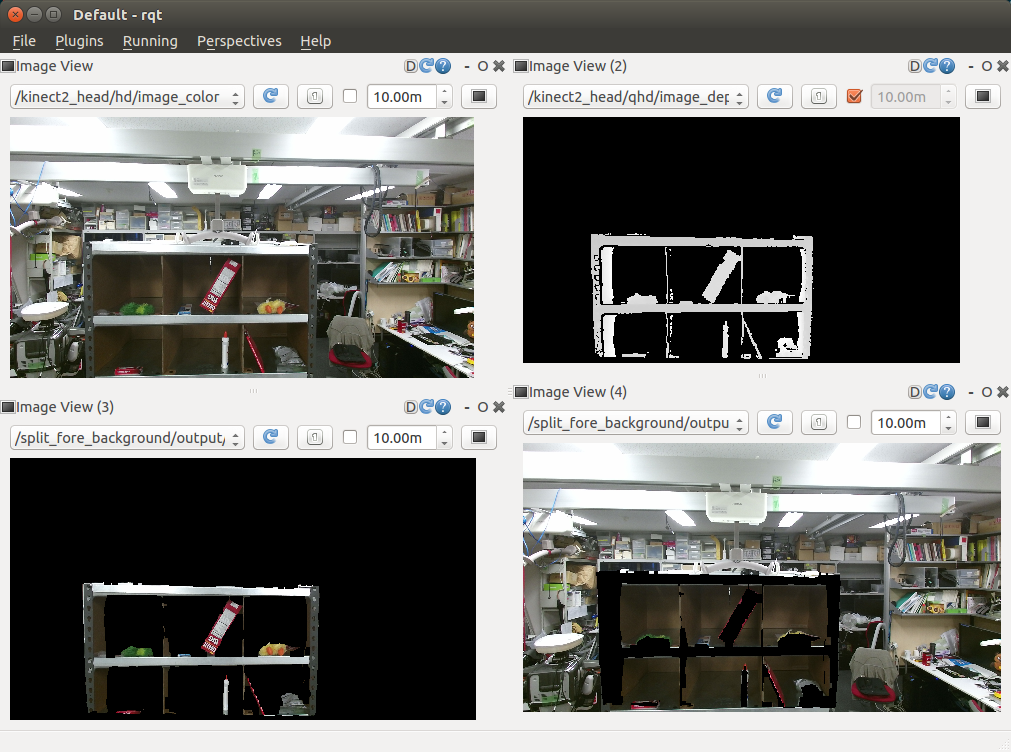 Default - rqt
File Plugins Running Perspectives Help
Image View
D ? - O
/kinect2_head/hd/image_color
10.00m
Image View (2)
D ? - O
/kinect2_head/qhd/image_dep
10.00m
Image View (3)
D ? - O
/split_fore_background/output/
10.00m
Image View (4)
D ? - O
/split_fore_background/outpu
10.00m